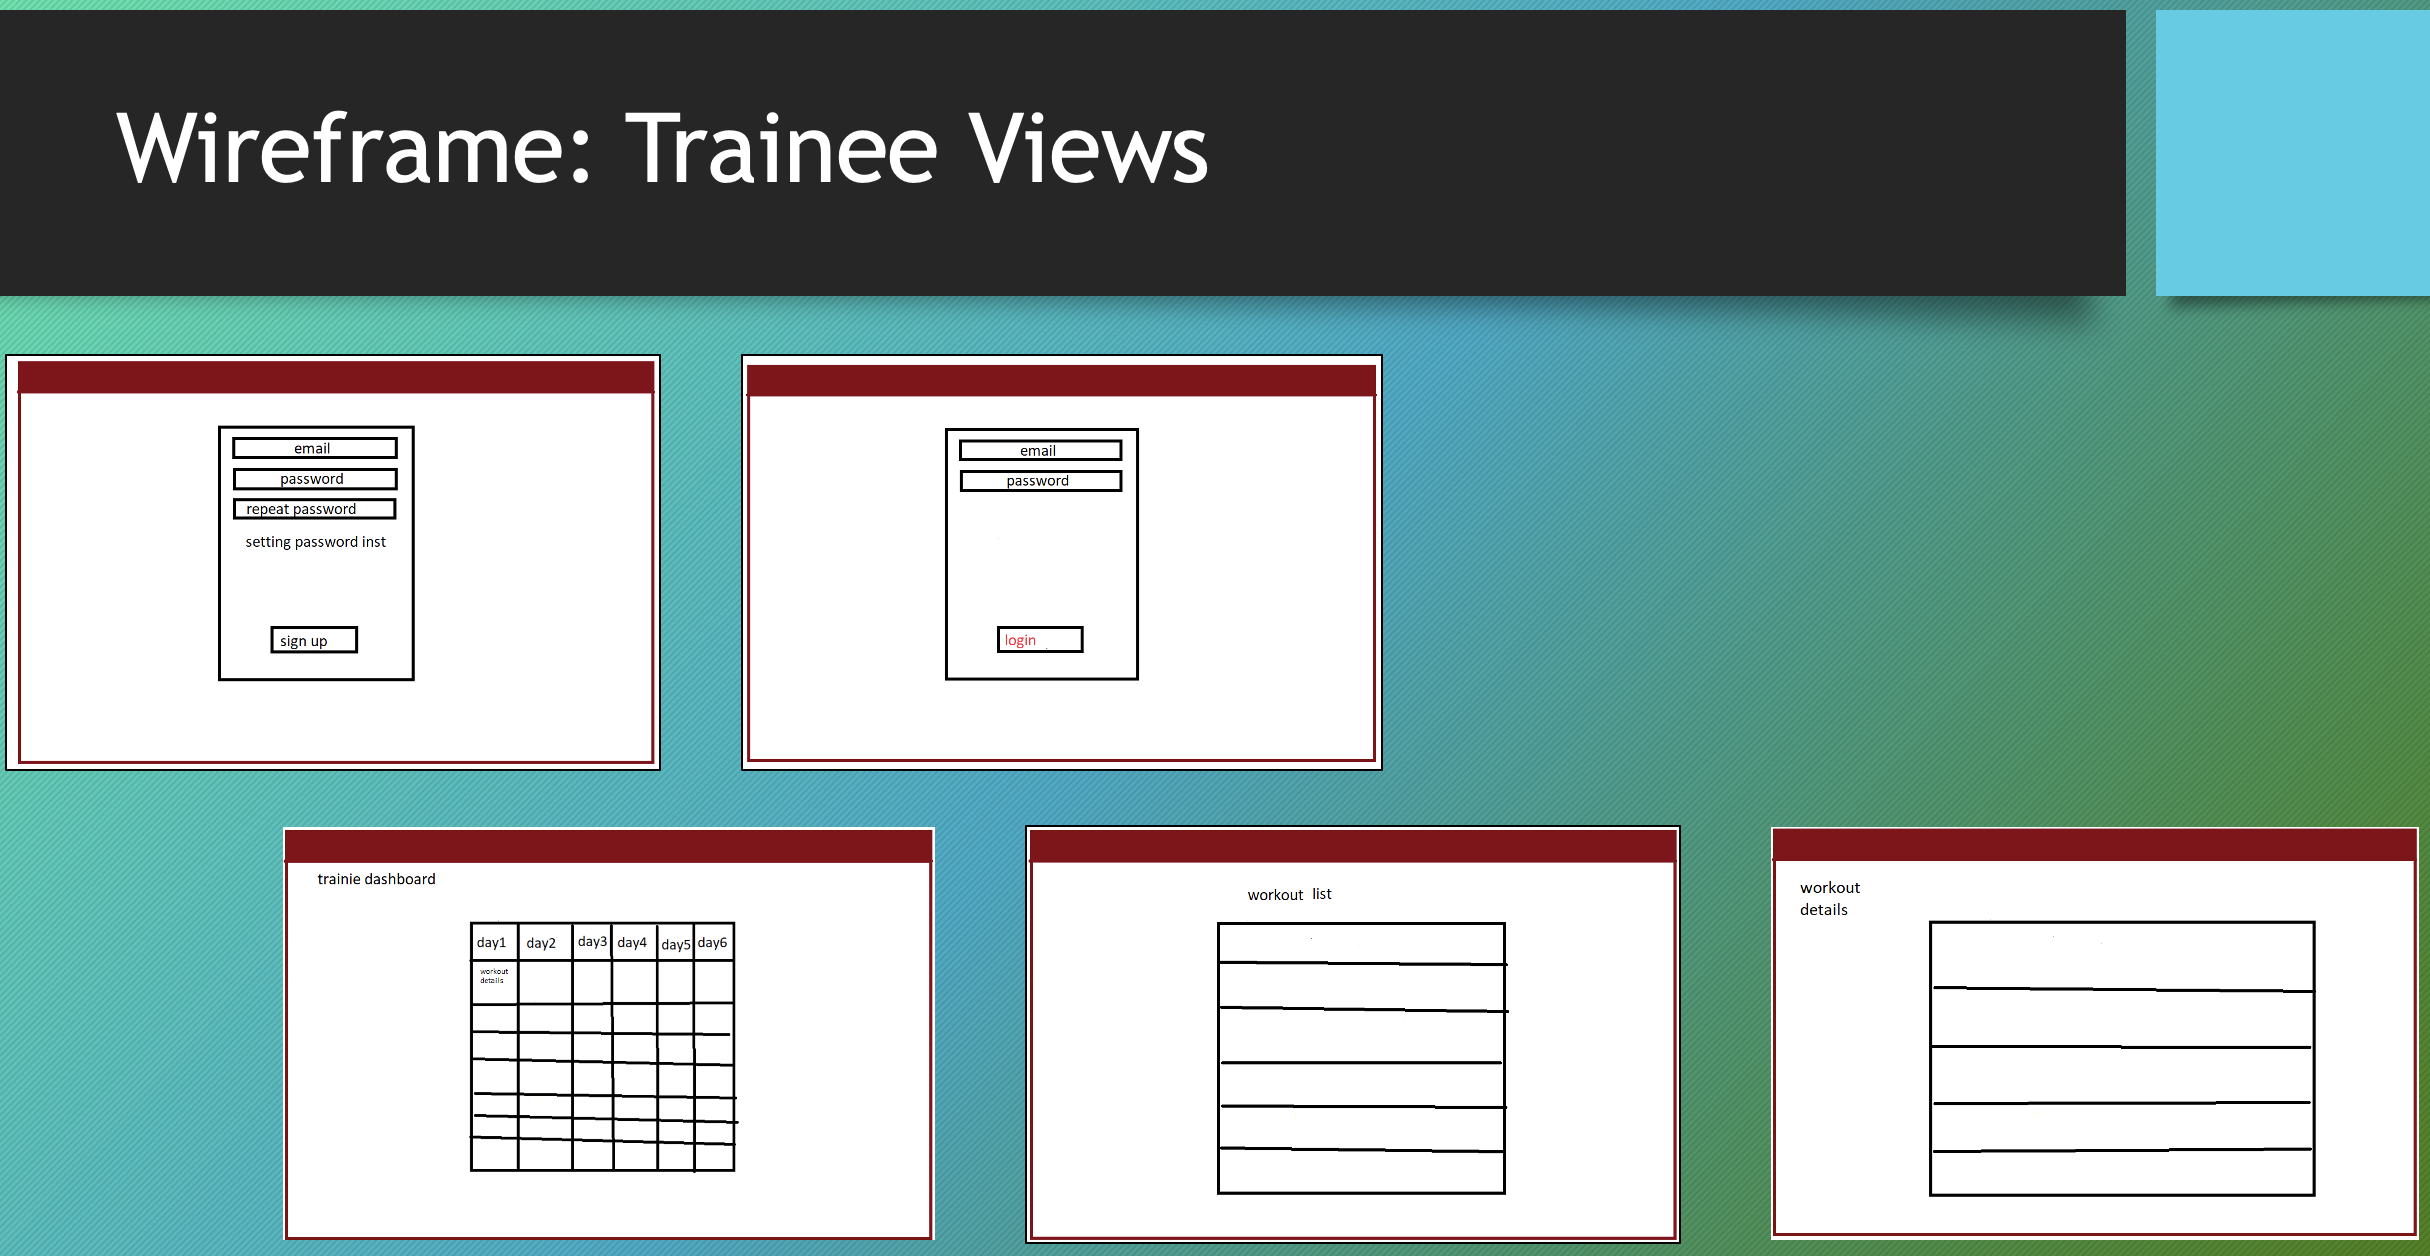 Wireframe: Trainee Views
email
password
repeat password
setting password inst
sign up
email
password
login
trainie dashboard
day1 day2 day3 day4 day5 day6
workout
details
workout list
workout
details